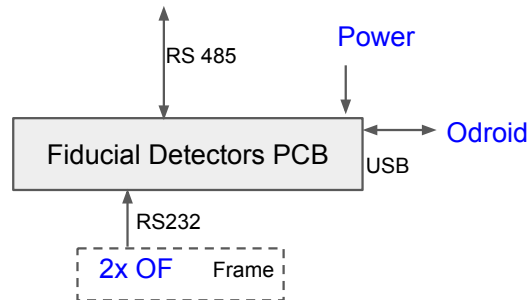 Power
RS 485
Odroid
Fiducial Detectors PCB
USB
RS232
2x OF Frame